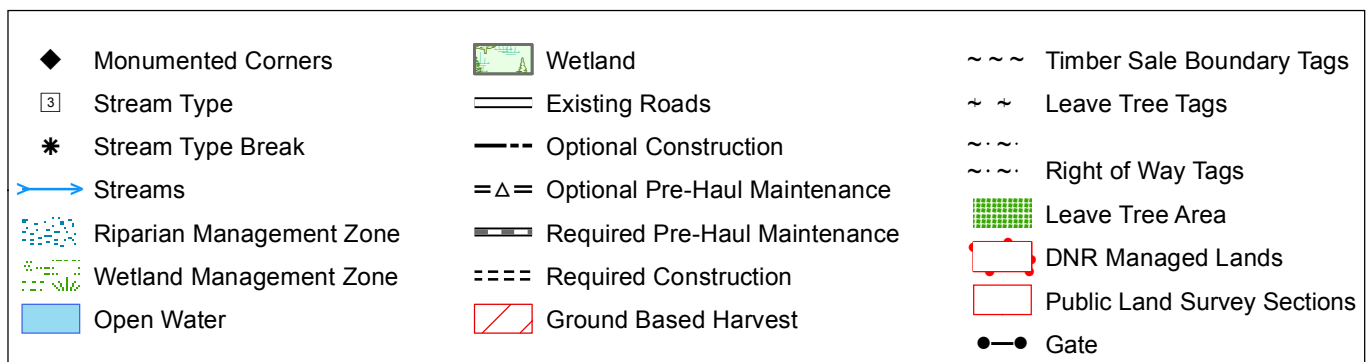 Monumented Corners
3
Stream Type
Stream Type Break
Streams
Riparian Management Zone
Wetland Management Zone
Open Water
Wetland
Existing Roads
Optional Construction
Optional Pre-Haul Maintenance
Required Pre-Haul Maintenance
Required Construction
Ground Based Harvest
Timber Sale Boundary Tags
Leave Tree Tags
Right of Way Tags
Leave Tree Area
DNR Managed Lands
Public Land Survey Sections
Gate